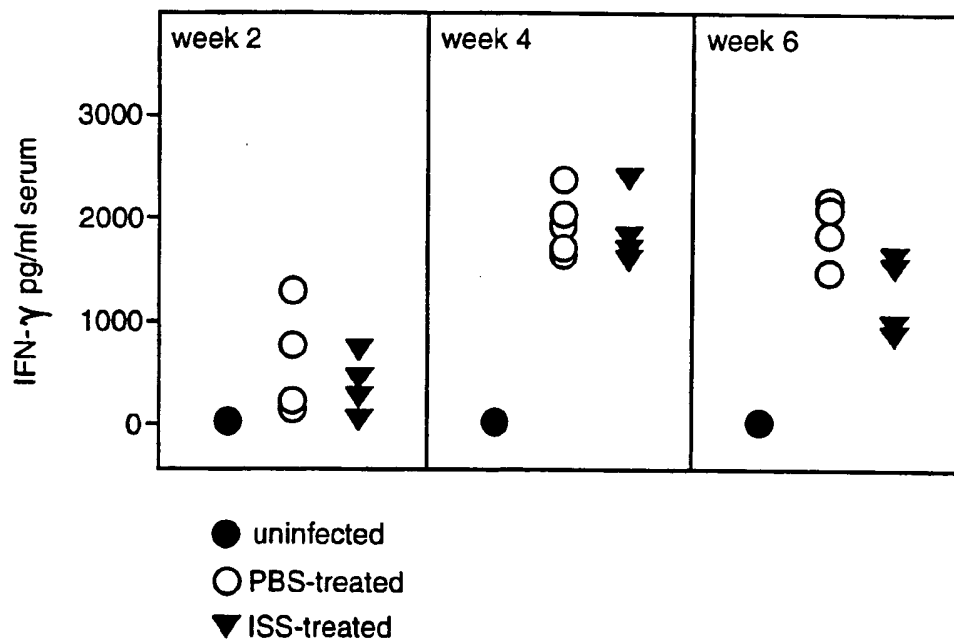 week 2
week 4
week 6
IFN-γ pg/ml serum
3000
2000
1000
0
uninfected
PBS-treated
ISS-treated